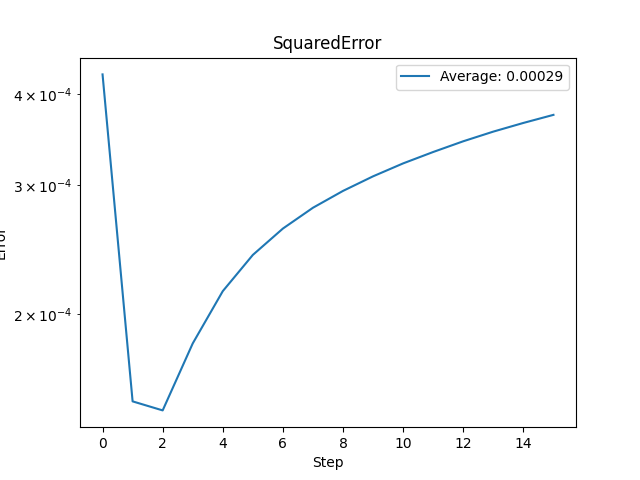 SquaredError
Average: 0.00029
4 × 10⁻⁴
3 × 10⁻⁴
2 × 10⁻⁴
Error
0 2 4 6 8 10 12 14
Step